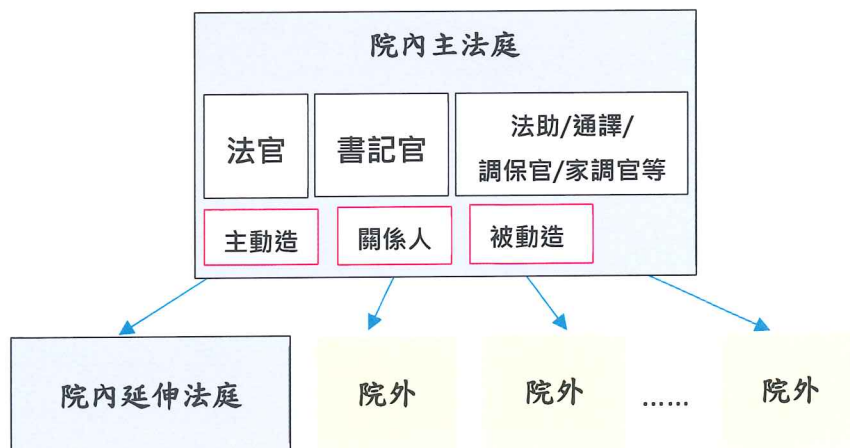 院內主法庭
法官
書記官
法助/通譯/
調保官/家調官等
主動造
關係人
被動造
院內延伸法庭
院外
院外
......
院外